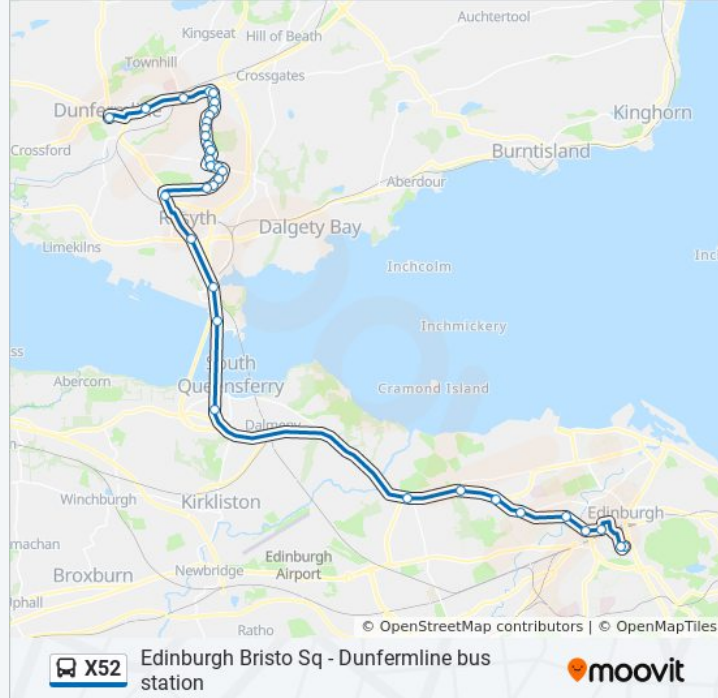 Auchtertool
Kingseat
Hill of Beath
Townhill
Crossgates
Dunfermline
Kinghorn
Crossford
Burntisland
Aberdour
Rosyth
Dalgety Bay
Limekilns
Inchcolm
Inchmickery
South
Queensferry
Abercorn
Cramond Island
Dalmeny
Winchburgh
Kirkliston
Edinburgh
Edinburgh
Airport
Newbridge
Broxburn
Ratho
© OpenStreetMap contributors | © OpenMapTiles
X52
Edinburgh Bristo Sq - Dunfermline bus
station
moovit